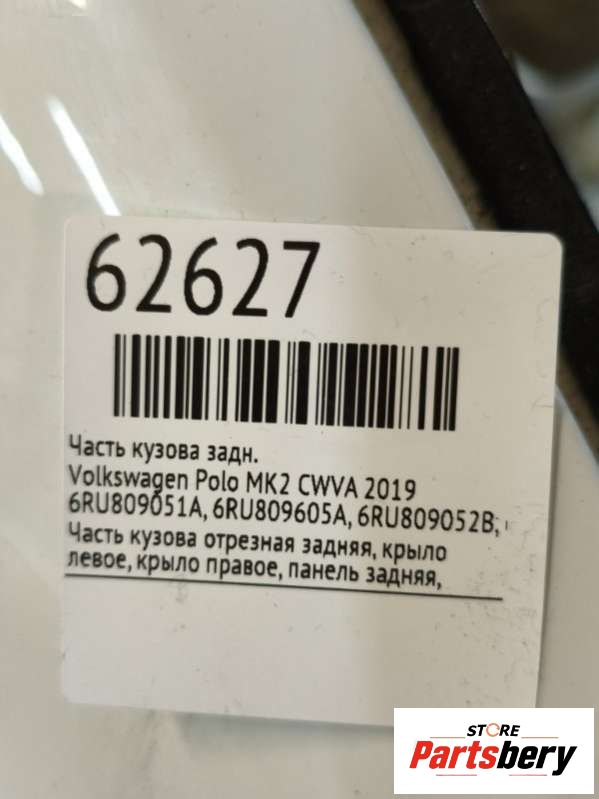 62627
Часть кузова задн.
Volkswagen Polo MK2 CWVA 2019
6RU809051A, 6RU809605A, 6RU809052B,
Часть кузова отрезная задняя, крыло
левое, крыло правое, панель задняя,
STORE
Partsbery